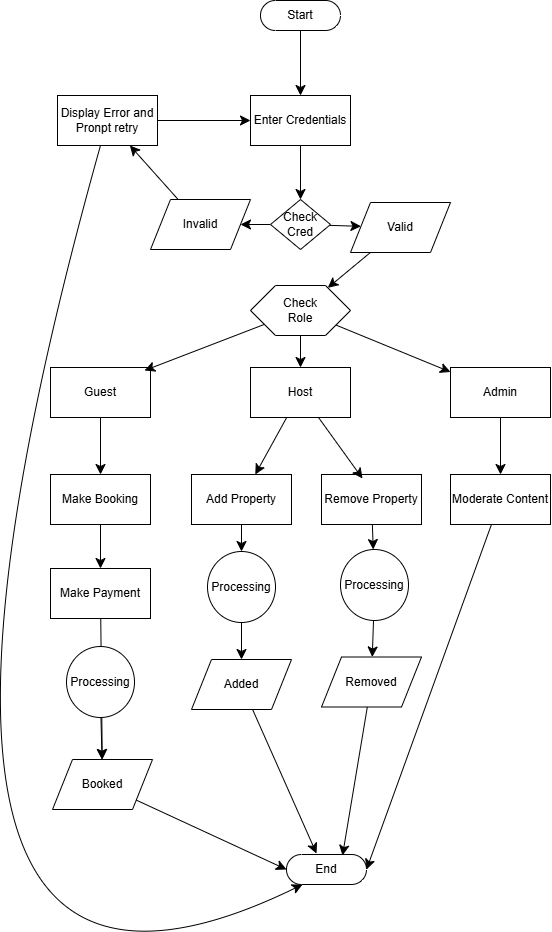 Start
Display Error and
Pronpt retry
Enter Credentials
Invalid
Check
Cred
Valid
Check
Role
Guest
Host
Admin
Make Booking
Add Property
Remove Property
Moderate Content
Make Payment
Processing
Processing
Processing
Added
Removed
Booked
End